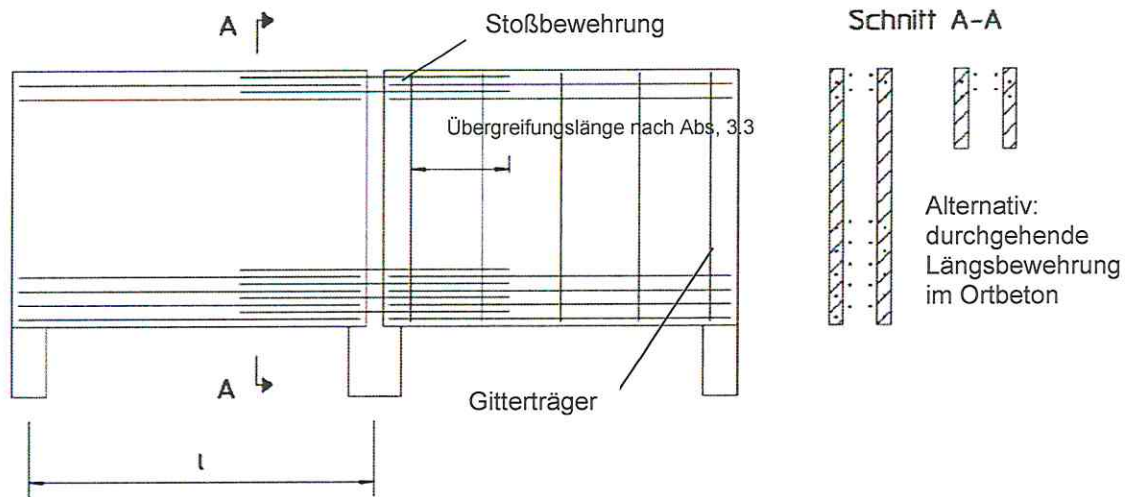 A
Stoßbewehrung
Schnitt A-A
Übergreifungslänge nach Abs, 3.3
Alternativ:
durchgehende
Längsbewehrung
im Ortbeton
A
Gitterträger
l